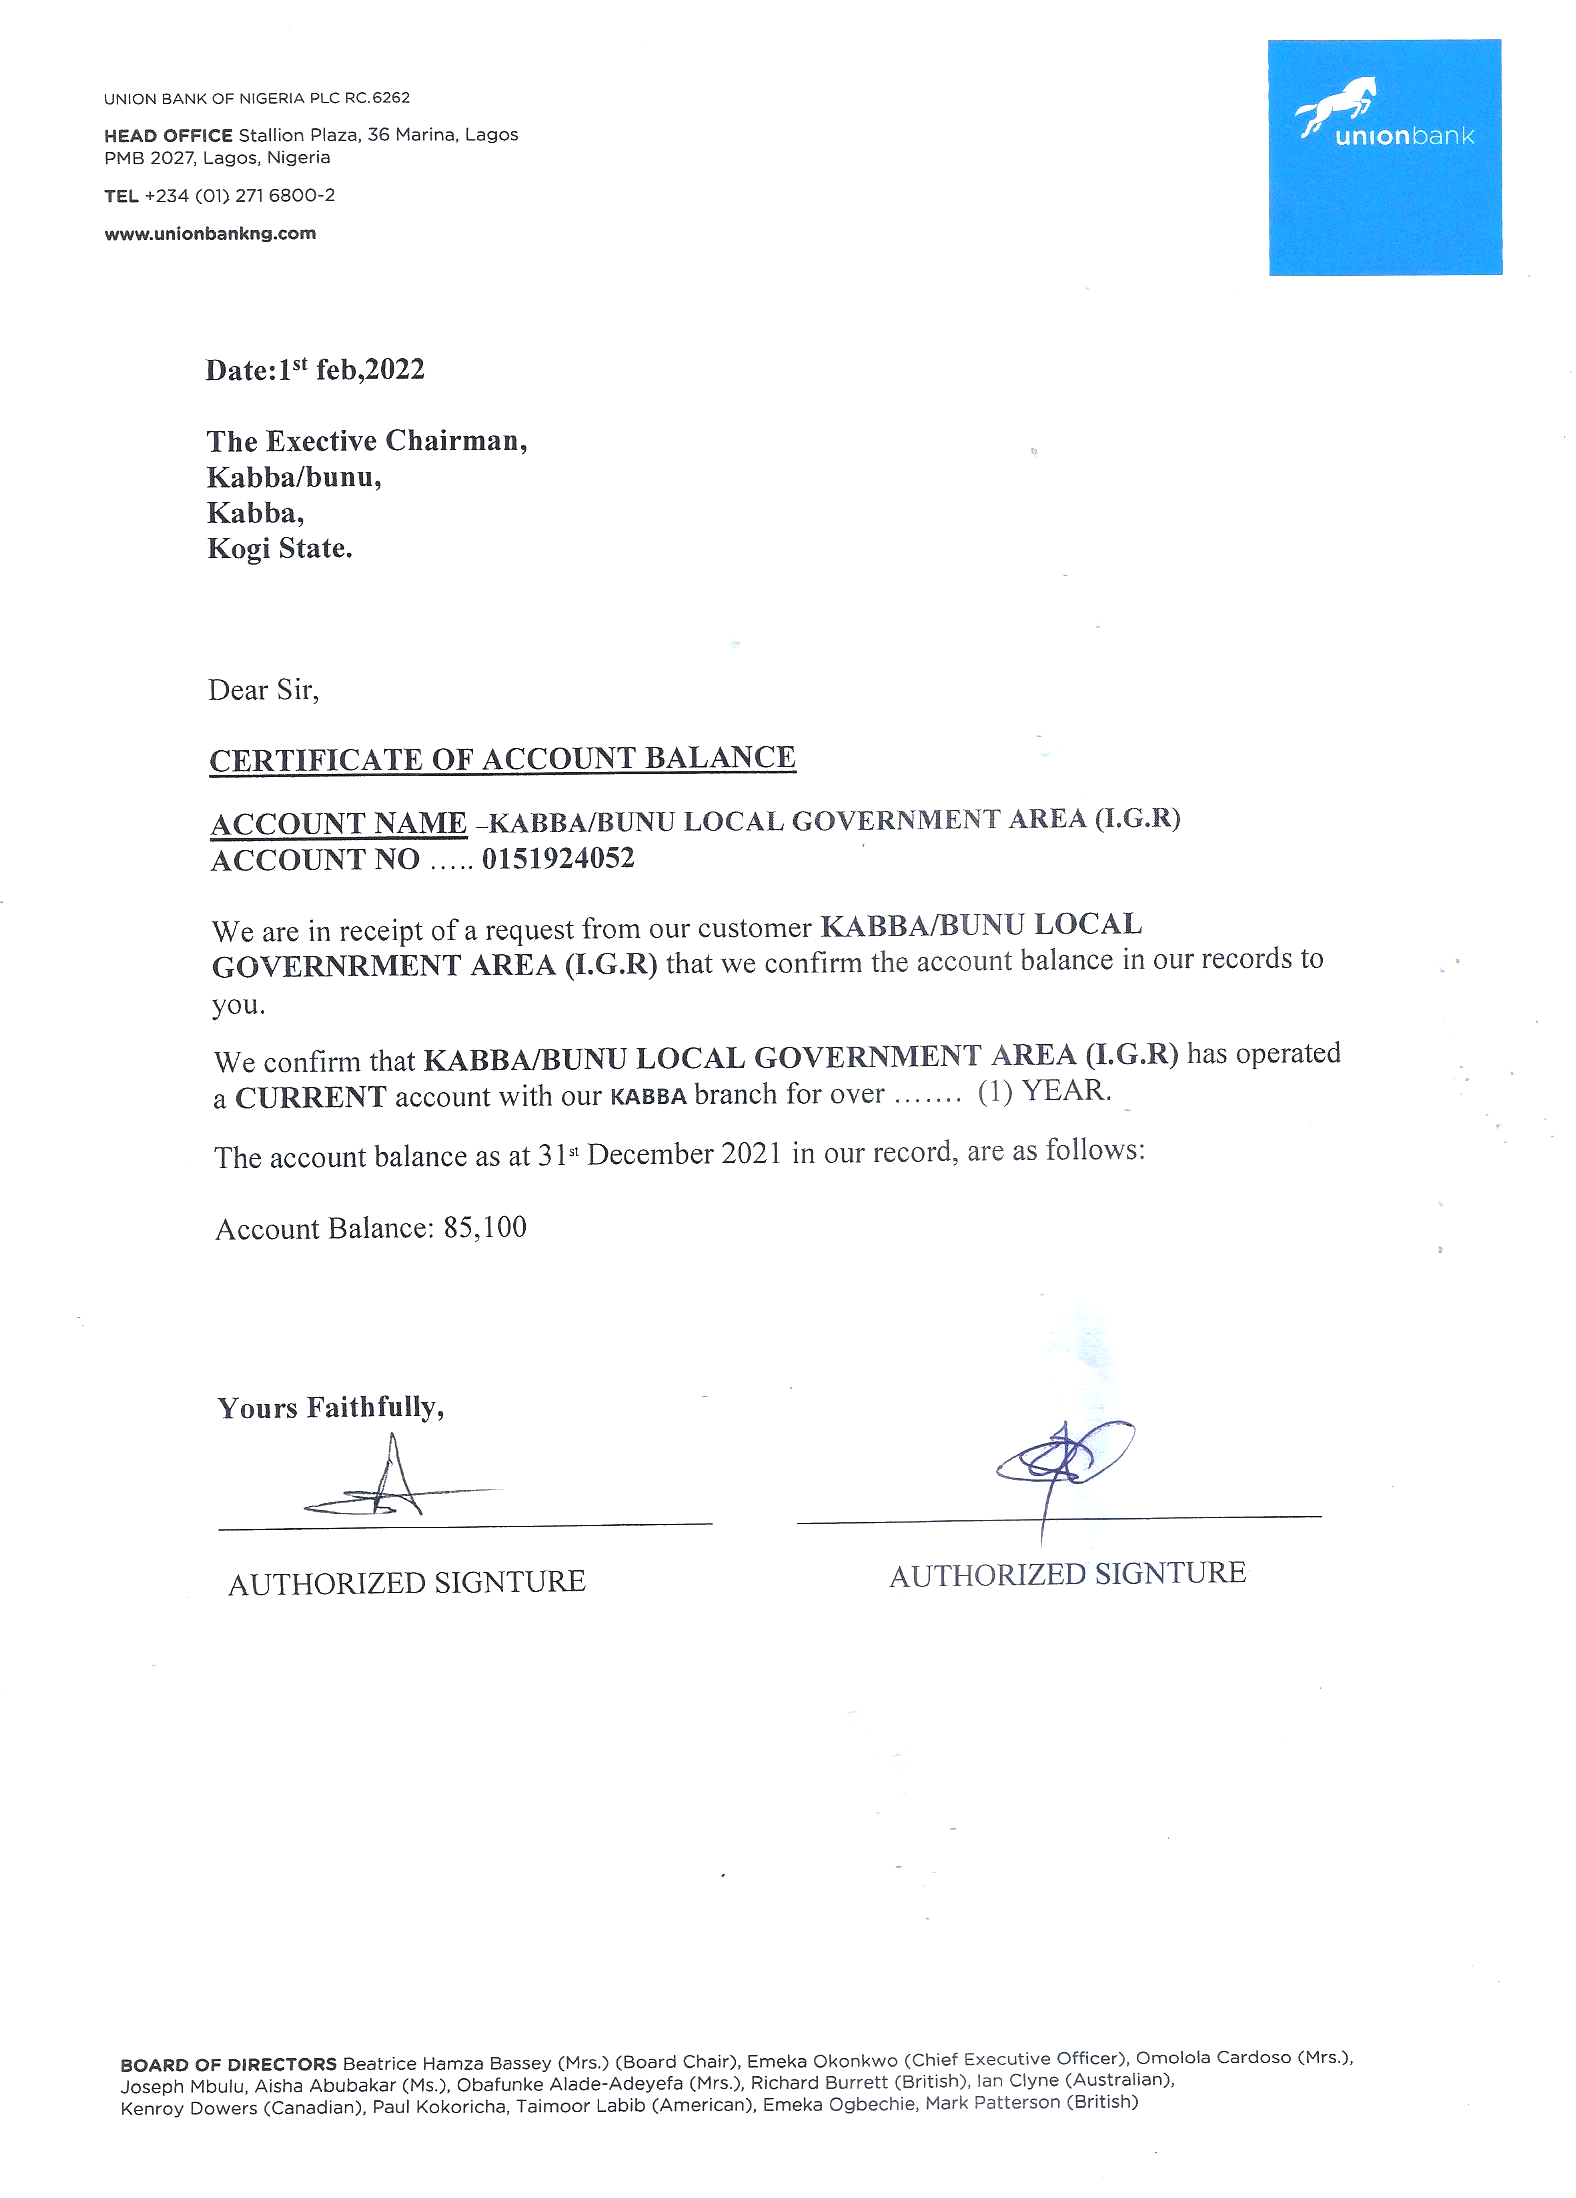 UNION BANK OF NIGERIA PLC RC.6262
HEAD OFFICE Stallion Plaza, 36 Marina, Lagos
PMB 2027, Lagos, Nigeria
TEL +234 (01) 271 6800-2
www.unionbankng.com
unionbank
Date:1st feb,2022
The Exective Chairman,
Kabba/bunu,
Kabba,
Kogi State.
Dear Sir,
CERTIFICATE OF ACCOUNT BALANCE
ACCOUNT NAME –KABBA/BUNU LOCAL GOVERNMENT AREA (I.G.R)
ACCOUNT NO ….. 0151924052
We are in receipt of a request from our customer KABBA/BUNU LOCAL
GOVERNRMENT AREA (I.G.R) that we confirm the account balance in our records to
you.
We confirm that KABBA/BUNU LOCAL GOVERNMENT AREA (I.G.R) has operated
a CURRENT account with our KABBA branch for over ……. (1) YEAR.
The account balance as at 31st December 2021 in our record, are as follows:
Account Balance: 85,100
Yours Faithfully,
AUTHORIZED SIGNTURE
AUTHORIZED SIGNTURE
BOARD OF DIRECTORS Beatrice Hamza Bassey (Mrs.) (Board Chair), Emeka Okonkwo (Chief Executive Officer), Omolola Cardoso (Mrs.),
Joseph Mbulu, Aisha Abubakar (Ms.), Obafunke Alade-Adeyefa (Mrs.), Richard Burrett (British), Ian Clyne (Australian),
Kenroy Dowers (Canadian), Paul Kokoricha, Taimoor Labib (American), Emeka Ogbechie, Mark Patterson (British)